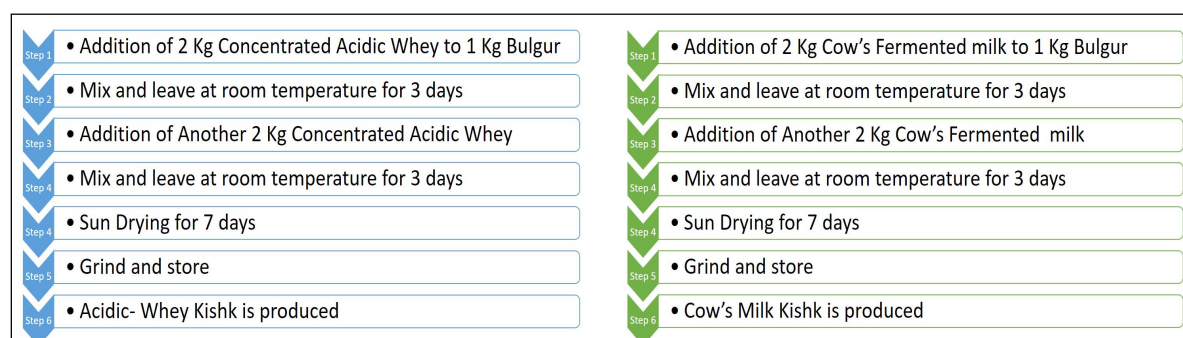 Step 1 • Addition of 2 Kg Concentrated Acidic Whey to 1 Kg Bulgur
Step 2 • Mix and leave at room temperature for 3 days
Step 3 • Addition of Another 2 Kg Concentrated Acidic Whey
Step 4 • Mix and leave at room temperature for 3 days
Step 4 • Sun Drying for 7 days
Step 5 • Grind and store
Step 6 • Acidic- Whey Kishk is produced
Step 1 • Addition of 2 Kg Cow’s Fermented milk to 1 Kg Bulgur
Step 2 • Mix and leave at room temperature for 3 days
Step 3 • Addition of Another 2 Kg Cow’s Fermented milk
Step 4 • Mix and leave at room temperature for 3 days
Step 4 • Sun Drying for 7 days
Step 5 • Grind and store
Step 6 • Cow’s Milk Kishk is produced